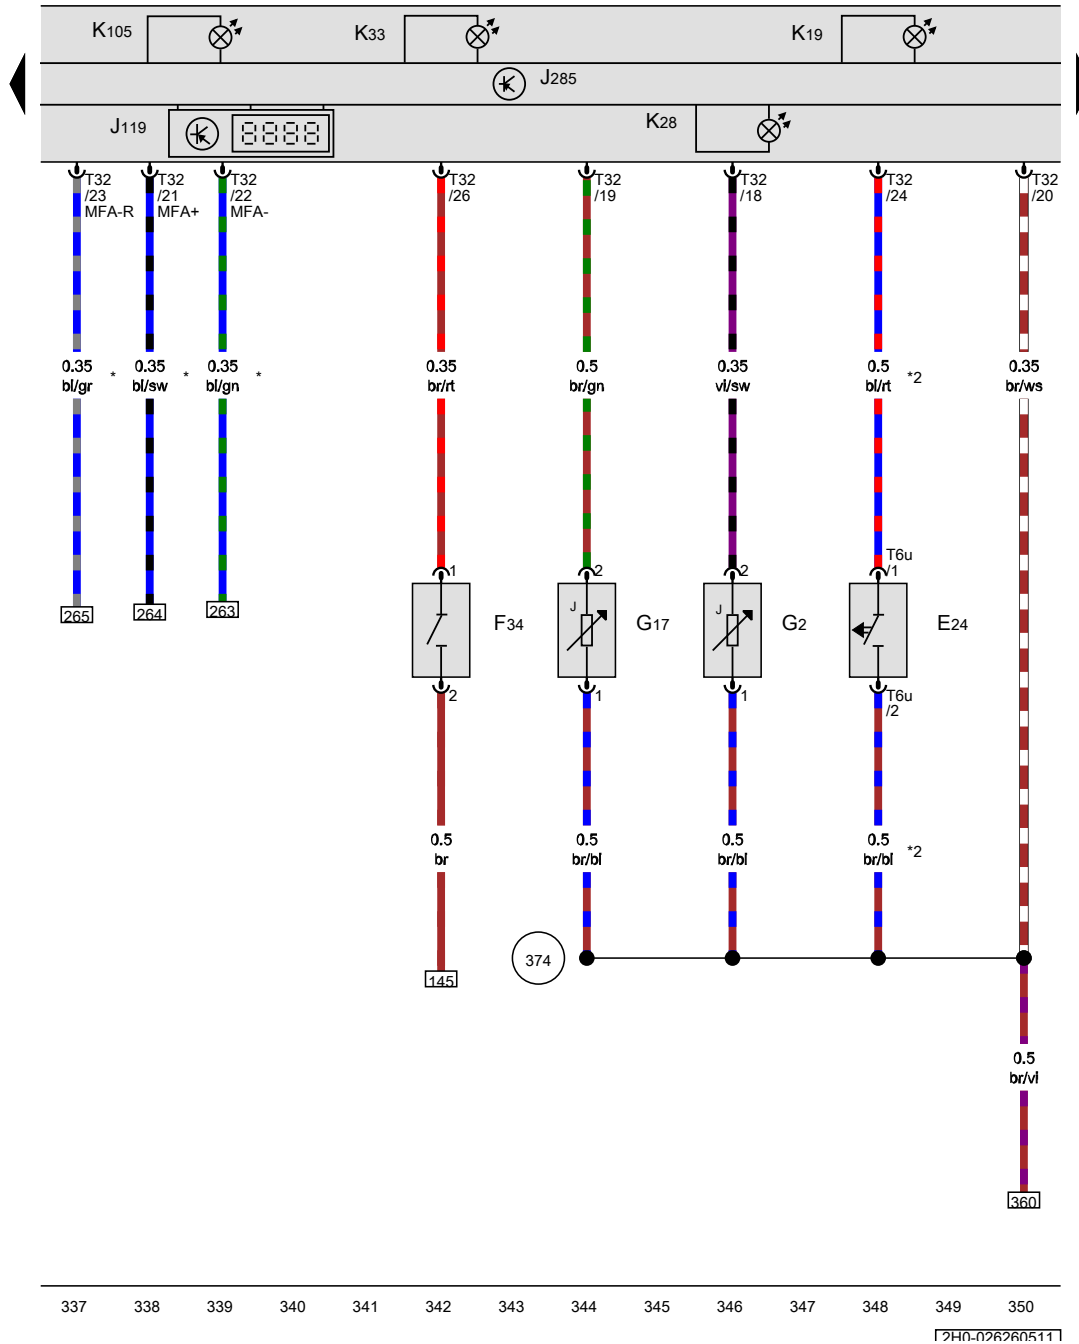 K105
K33
K19
J285
J119
K28
T32
/23
MFA-R
T32
/21
MFA+
T32
/22
MFA-
T32
/26
T32
/19
T32
/18
T32
/24
T32
/20
0.35
bl/gr
*
0.35
bl/sw
*
0.35
bl/gn
*
0.35
br/rt
0.5
br/gn
0.35
vi/sw
0.5
bl/rt
*2
0.35
br/ws
1
2
2
T6u
/1
265
264
263
F34
J
G17
J
G2
E24
2
1
1
T6u
/2
0.5
br
0.5
br/bl
0.5
br/bl
0.5
br/bl
*2
374
145
0.5
br/vi
360
337 338 339 340 341 342 343 344 345 346 347 348 349 350
2H0-026260511